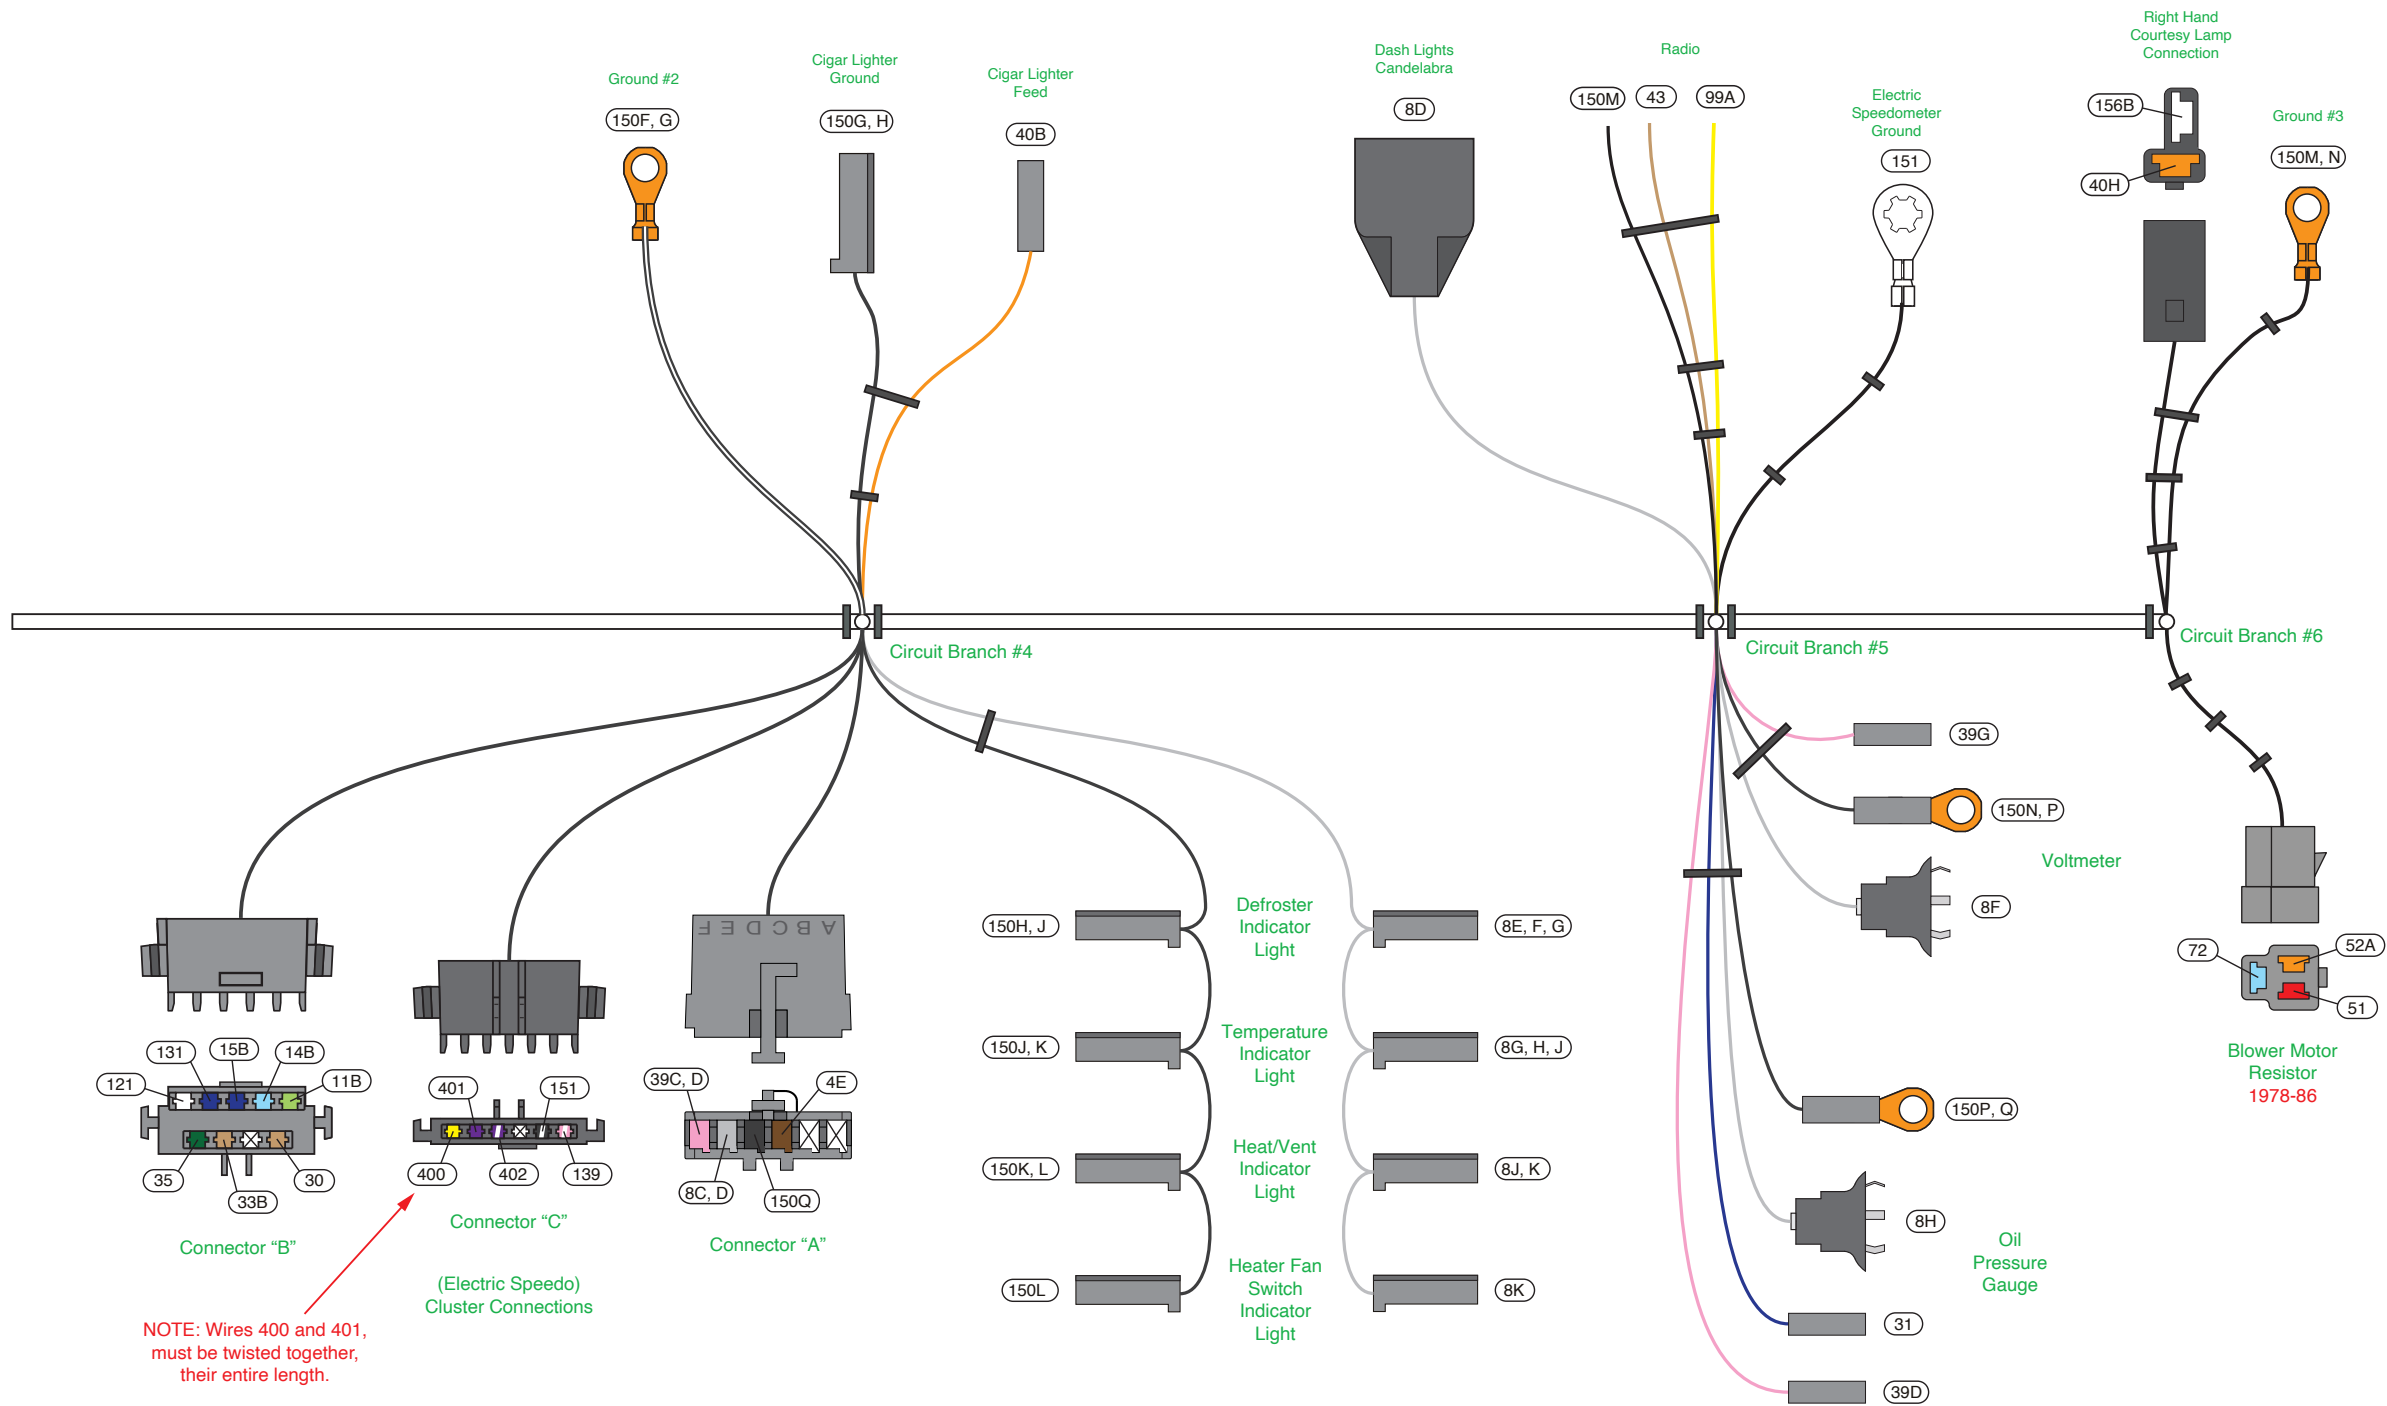 Ground #2
150F, G
Cigar Lighter
Ground
150G, H
Cigar Lighter
Feed
40B
Dash Lights
Candelabra
8D
Radio
150M
43
99A
Electric
Speedometer
Ground
151
Right Hand
Courtesy Lamp
Connection
156B
40H
Ground #3
150M, N
Circuit Branch #4
Circuit Branch #5
Circuit Branch #6
131
15B
14B
121
11B
35
33B
30
Connector “B”
401
151
400
402
139
Connector “C”
(Electric Speedo)
Cluster Connections
NOTE: Wires 400 and 401,
must be twisted together,
their entire length.
A B C D E F
39C, D
4E
8C, D
150Q
Connector “A”
150H, J
Defroster
Indicator
Light
8E, F, G
150J, K
Temperature
Indicator
Light
8G, H, J
150K, L
Heat/Vent
Indicator
Light
8J, K
150L
Heater Fan
Switch
Indicator
Light
8K
39G
150N, P
Voltmeter
8F
150P, Q
8H
Oil
Pressure
Gauge
31
39D
72
52A
51
Blower Motor
Resistor
1978-86